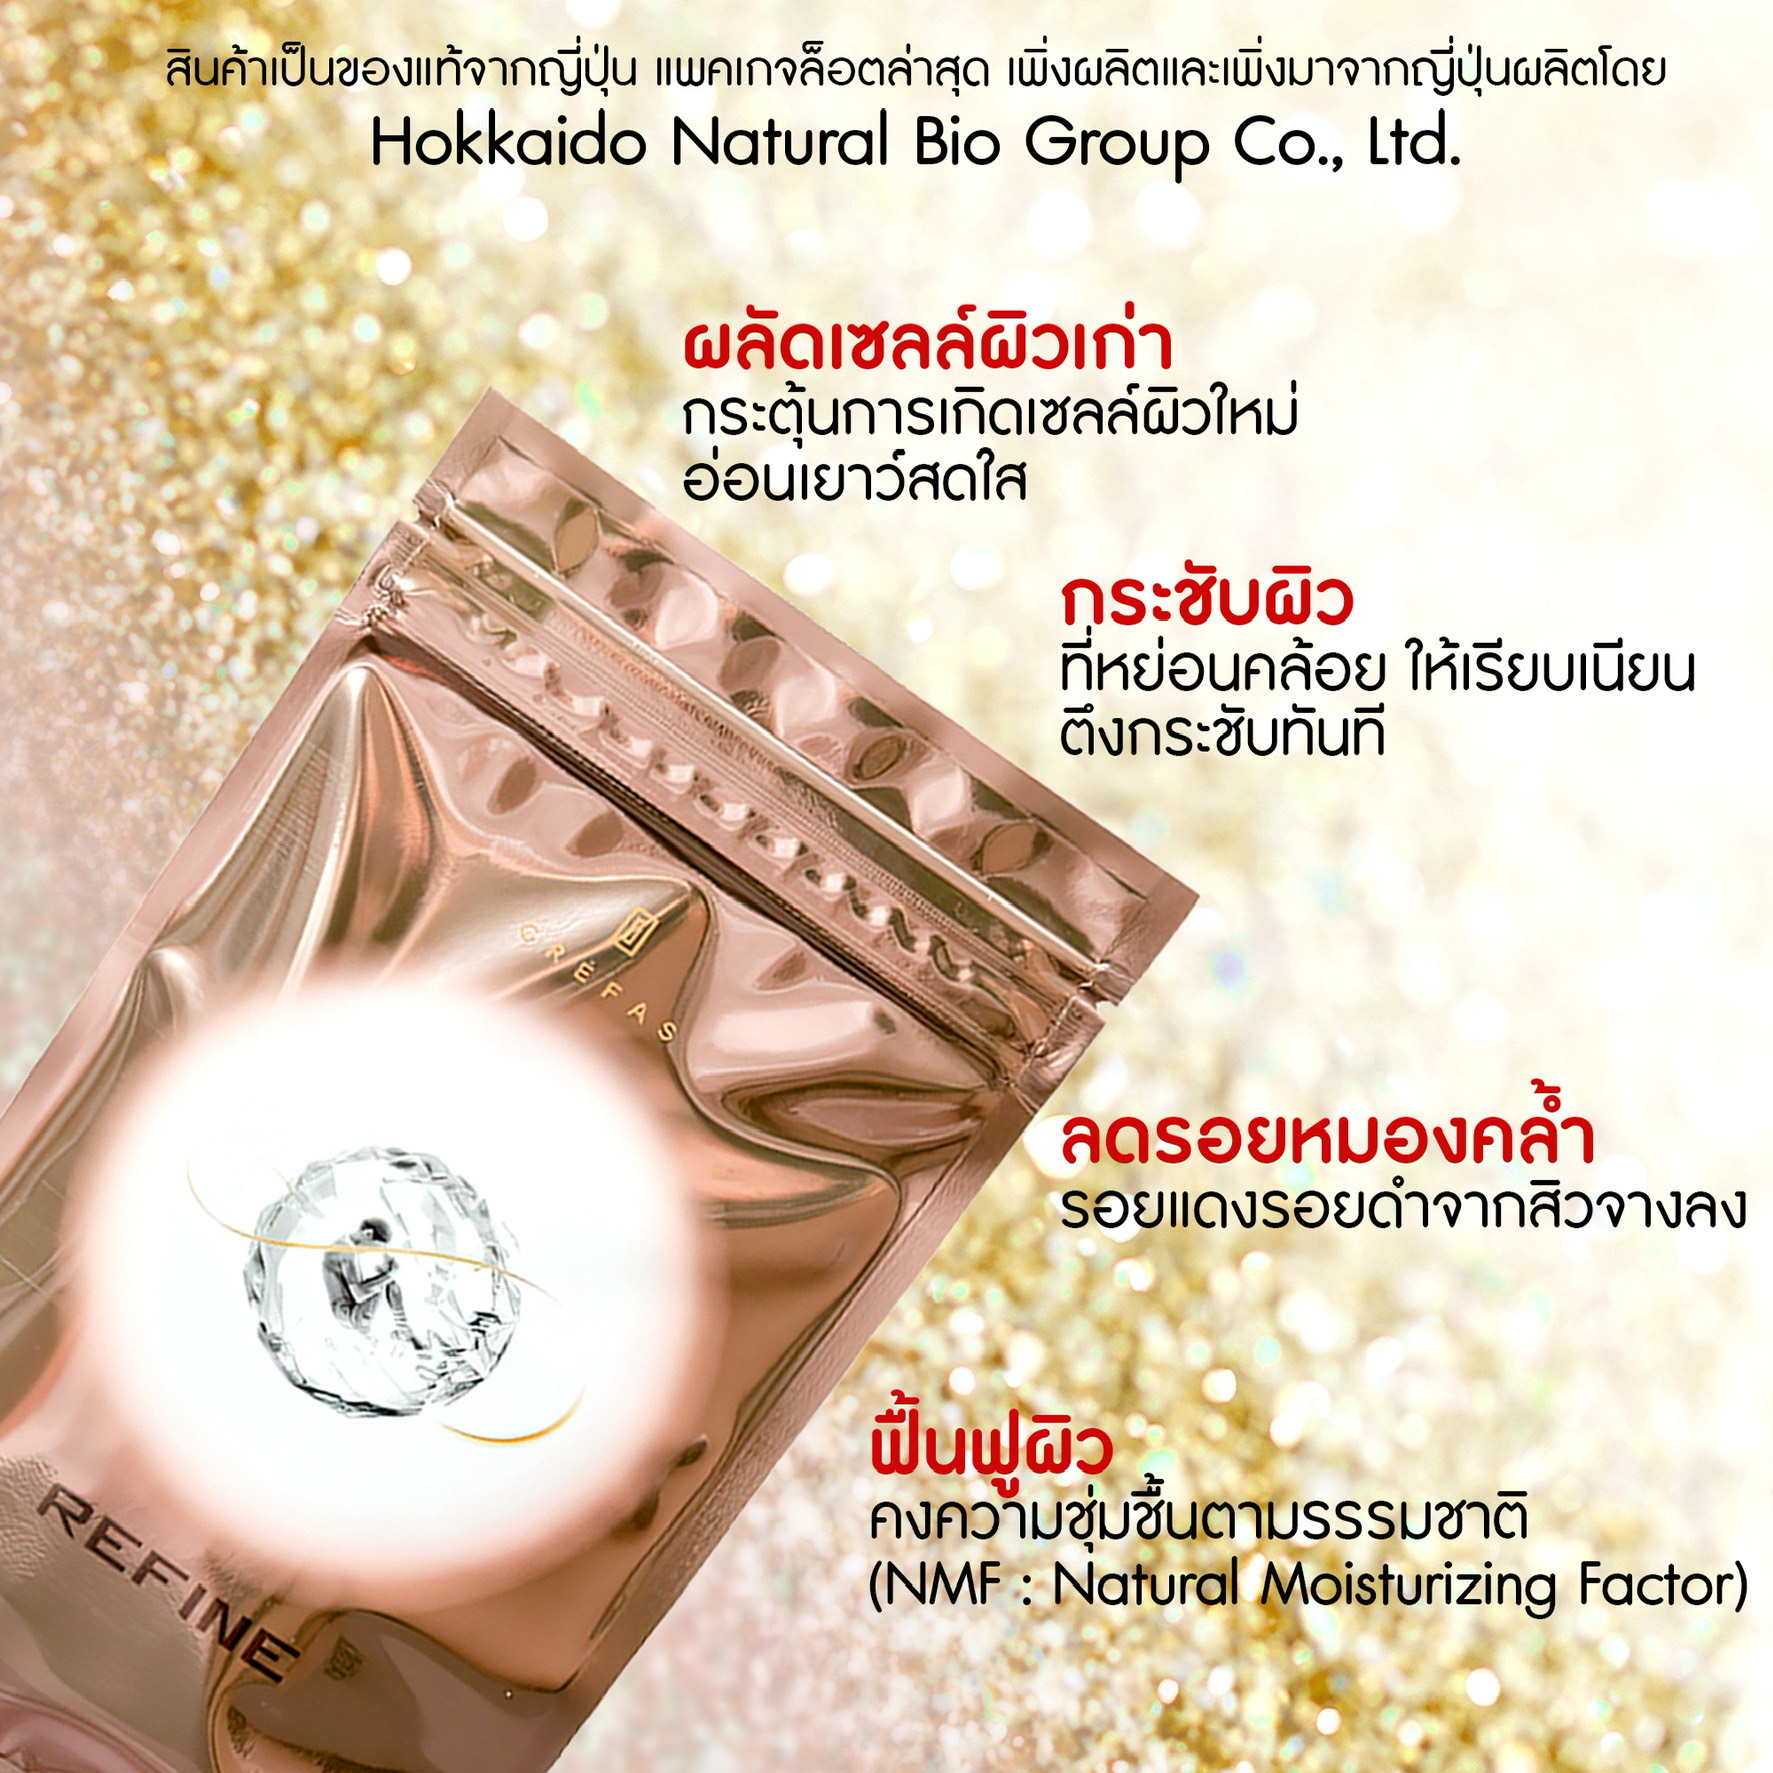 สินค้าเป็นของแท้จากญี่ปุ่น แพคเกจล็อตล่าสุด เพิ่งผลิตและเพิ่งมาจากญี่ปุ่นผลิตโดย
Hokkaido Natural Bio Group Co., Ltd.
ผลัดเซลล์ผิวเก่า
กระตุ้นการเกิดเซลล์ผิวใหม่
อ่อนเยาว์สดใส
กระชับผิว
ที่หย่อนคล้อย ให้เรียบเนียน
ตึงกระชับทันที
CRÉFAS
ลดรอยหมองคล้ำ
รอยแดงรอยดำจากสิวจางลง
ฟื้นฟูผิว
คงความชุ่มชื้นตามรรรมชาติ
(NMF : Natural Moisturizing Factor)
REFINE